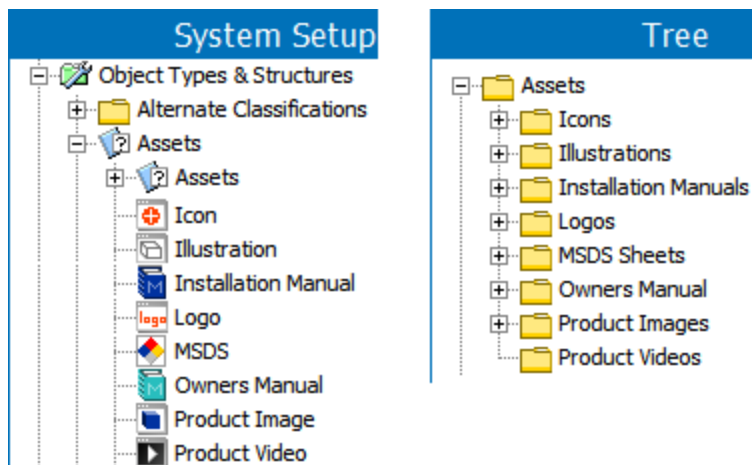 System Setup
Object Types & Structures
Alternate Classifications
Assets
Assets
Icon
Illustration
Installation Manual
logo Logo
MSDS
M Owners Manual
Product Image
Product Video
Tree
Assets
Icons
Illustrations
Installation Manuals
Logos
MSDS Sheets
Owners Manual
Product Images
Product Videos